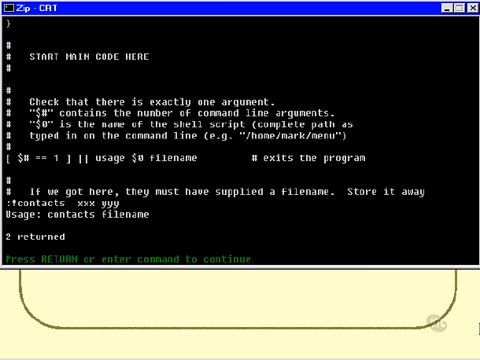 Zip - CAT
}
#
#   START MAIN CODE HERE
#
#
#   Check that there is exactly one argument.
#   "$#" contains the number of command line arguments.
#   "$0" is the name of the shell script (complete path as
#   typed in on the command line (e.g. "/home/mark/menu")
#
[ $# == 1 ] || usage $0 filename         # exits the program
#
#   If we got here, they must have supplied a filename.  Store it away
:!contacts  xxx yyy
Usage: contacts filename
2 returned
Press RETURN or enter command to continue